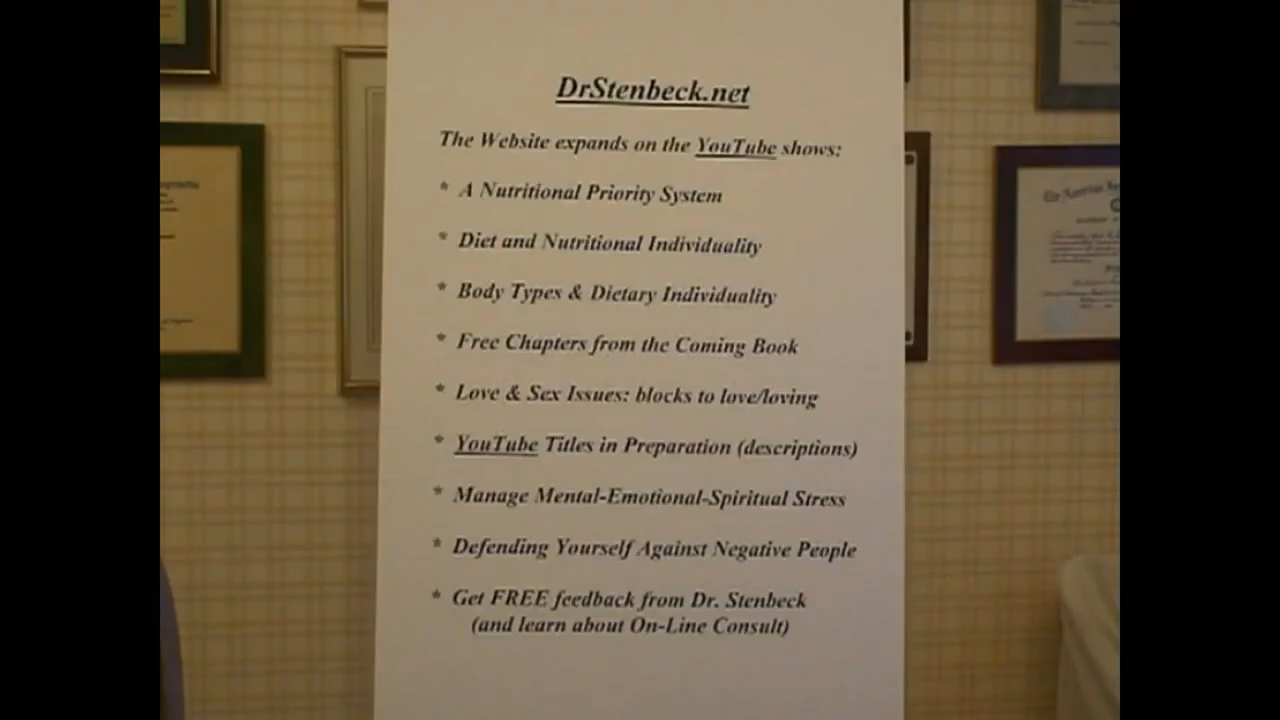 DrStenbeck.net
The Website expands on the YouTube shows:
* A Nutritional Priority System
* Diet and Nutritional Individuality
* Body Types & Dietary Individuality
* Free Chapters from the Coming Book
* Love & Sex Issues: blocks to love/loving
* YouTube Titles in Preparation (descriptions)
* Manage Mental-Emotional-Spiritual Stress
* Defending Yourself Against Negative People
* Get FREE feedback from Dr. Stenbeck
(and learn about On-Line Consult)